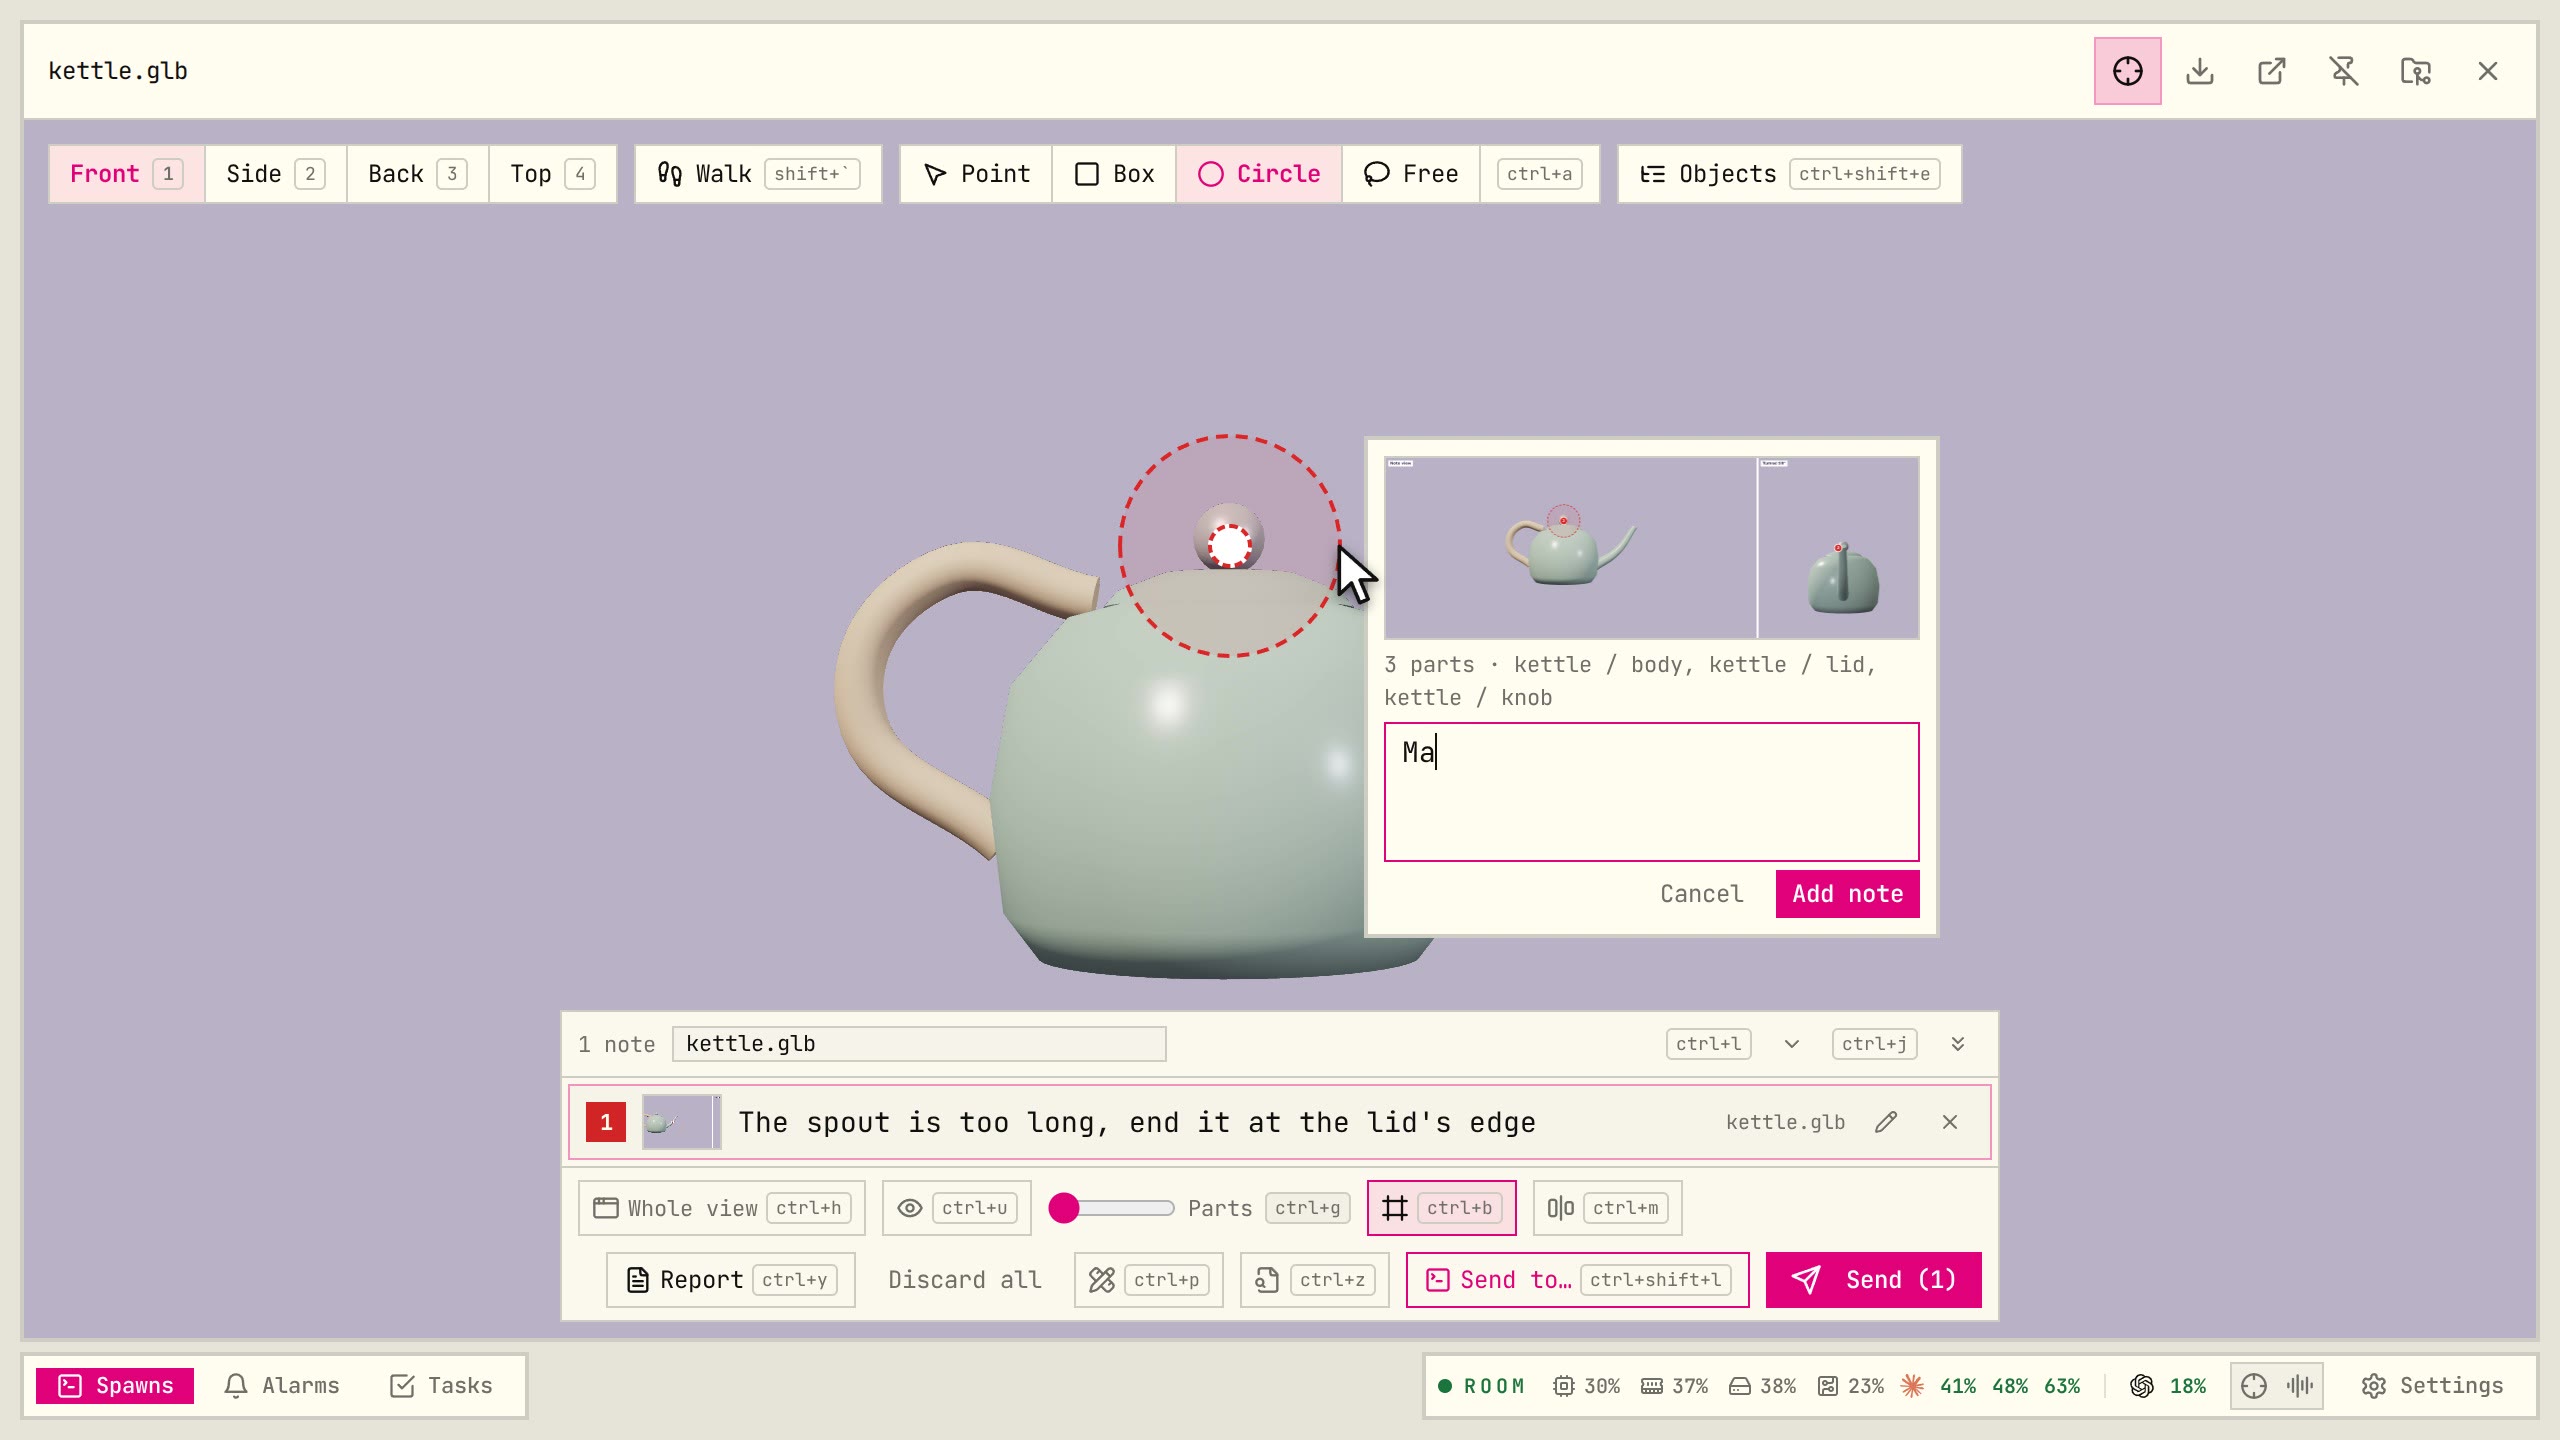 kettle.glb
Front 1 Side 2 Back 3 Top 4 Walk shift+` Point Box Circle Free ctrl+a Objects ctrl+shift+e
3 parts · kettle / body, kettle / lid,
kettle / knob
Ma
Cancel Add note
1 note kettle.glb ctrl+l ctrl+j
1 The spout is too long, end it at the lid's edge kettle.glb
Whole view ctrl+h ctrl+u Parts ctrl+g ctrl+b ctrl+m
Report ctrl+y Discard all ctrl+p ctrl+z Send to… ctrl+shift+l Send (1)
Spawns Alarms Tasks ROOM 30% 37% 38% 23% 41% 48% 63% 18% Settings